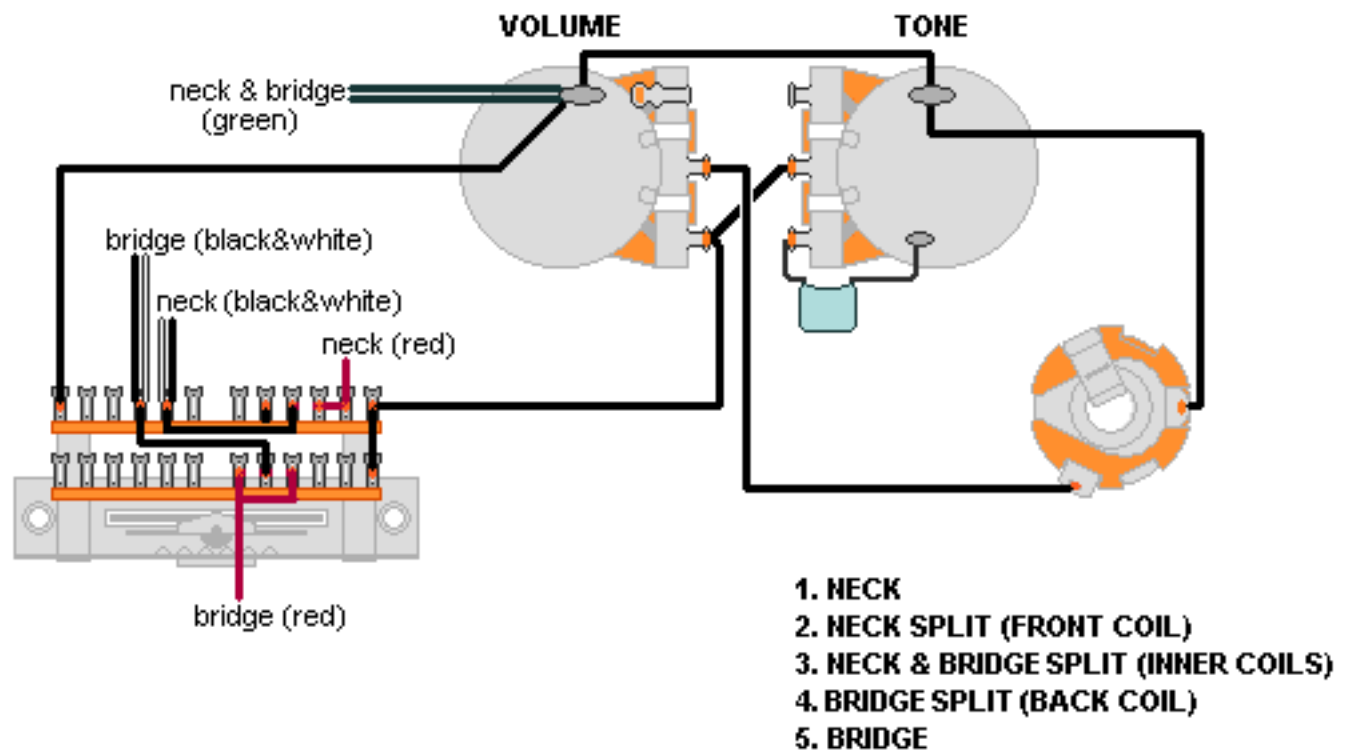 VOLUME
TONE
neck & bridge
(green)
bridge (black&white)
neck (black&white)
neck (red)
bridge (red)
1. NECK
2. NECK SPLIT (FRONT COIL)
3. NECK & BRIDGE SPLIT (INNER COILS)
4. BRIDGE SPLIT (BACK COIL)
5. BRIDGE